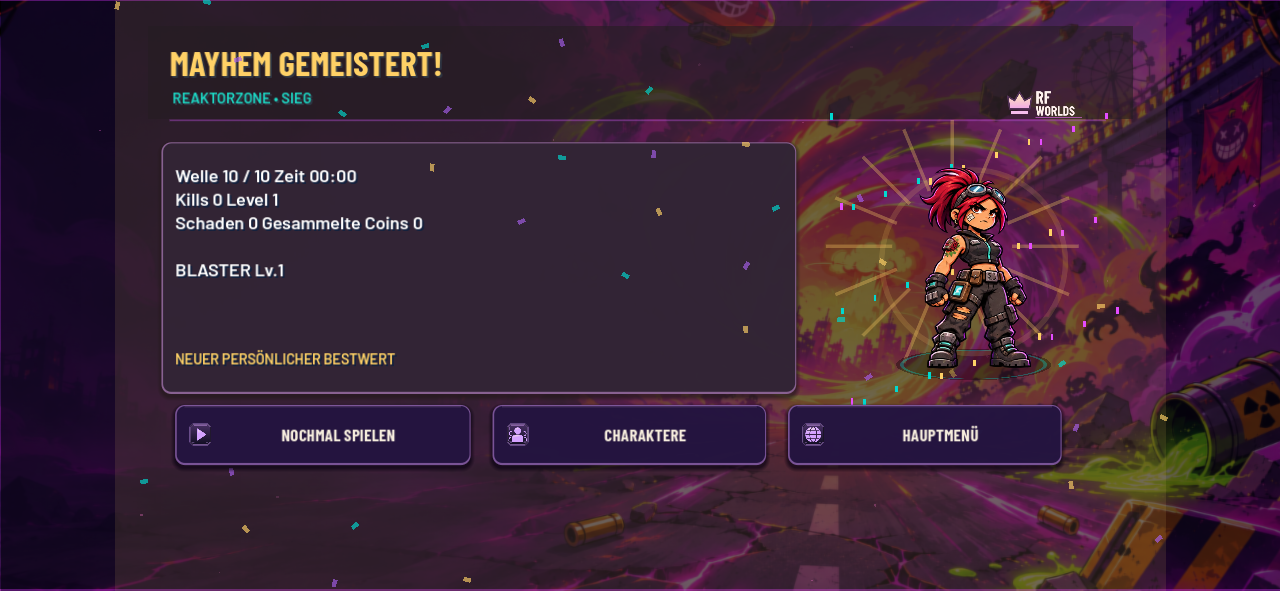 MAYHEM GEMEISTERT!
REAKTORZONE • SIEG
RF
WORLDS
Welle 10 / 10 Zeit 00:00
Kills 0 Level 1
Schaden 0 Gesammelte Coins 0
BLASTER Lv.1
NEUER PERSÖNLICHER BESTWERT
NOCHMAL SPIELEN
CHARAKTERE
HAUPTMENÜ